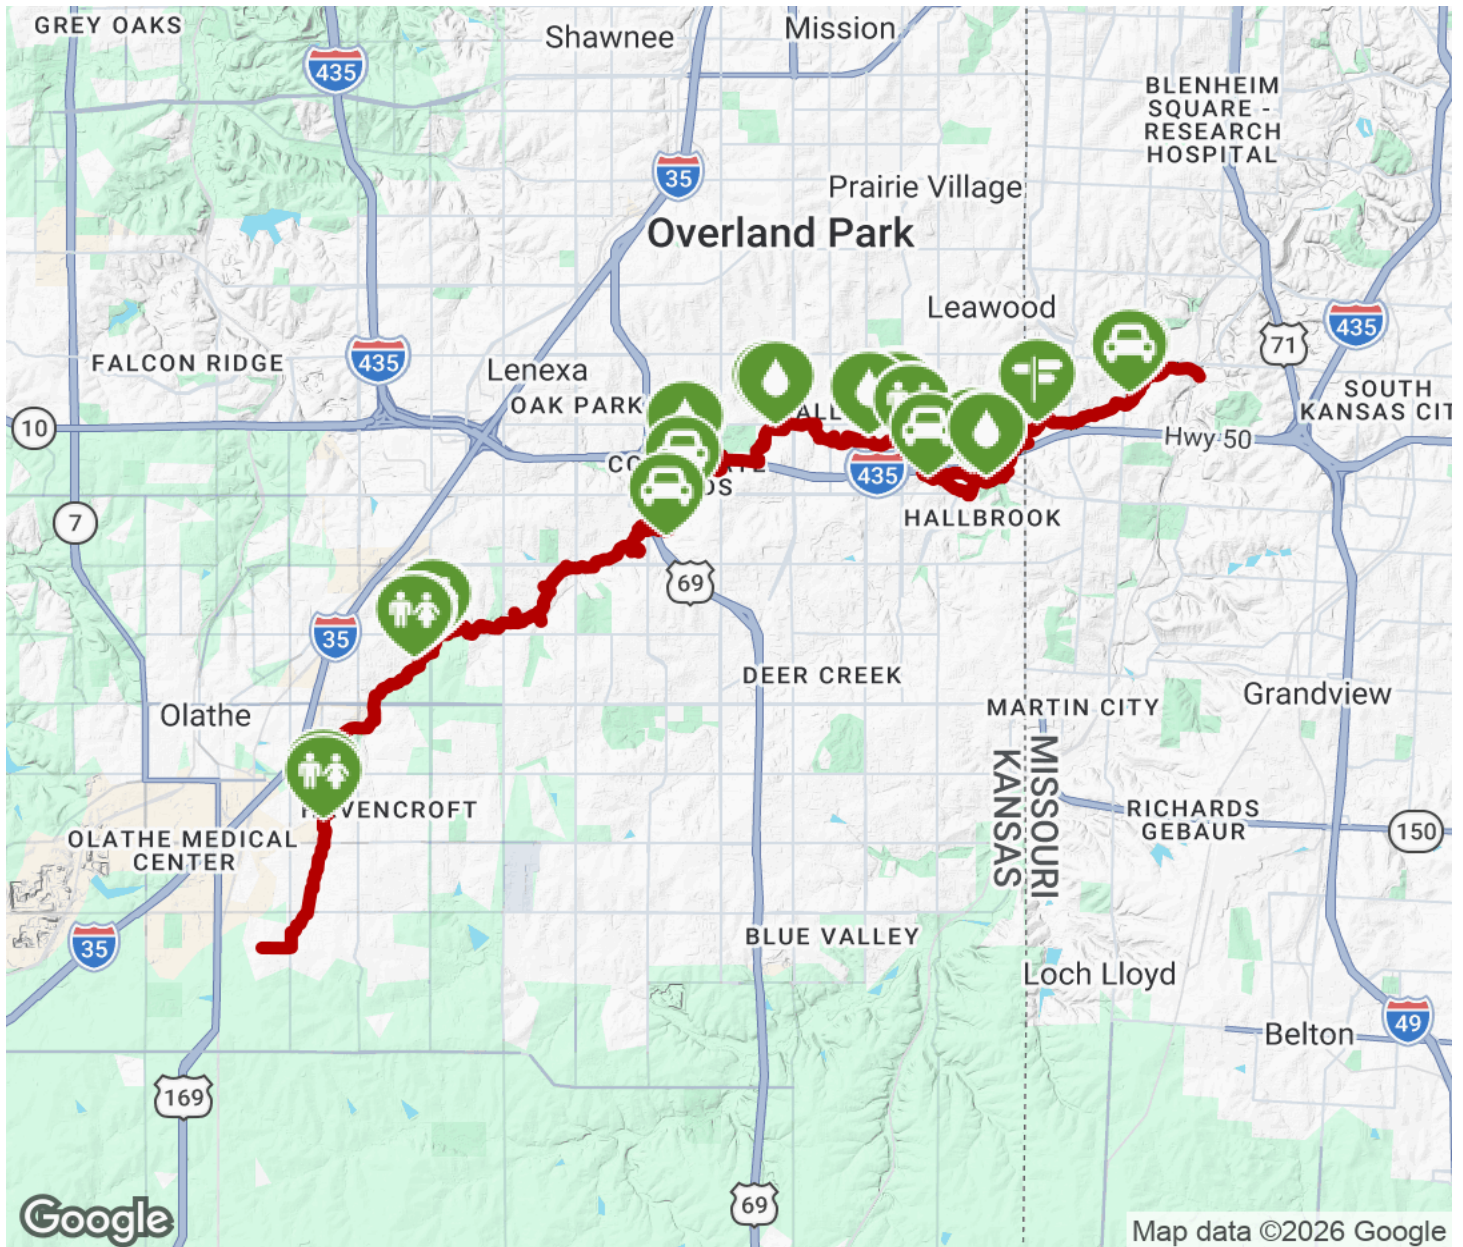 GREY OAKS
Shawnee
Mission
435
BLENHEIM
SQUARE -
RESEARCH
HOSPITAL
35
Prairie Village
Overland Park
Leawood
435
71
435
FALCON RIDGE
Lenexa
OAK PARK
SOUTH
KANSAS CIT
10
Hwy 50
435
HALLBROOK
7
69
35
DEER CREEK
Olathe
MARTIN CITY
Grandview
MISSOURI
KANSAS
RICHARDS
GEBAUR
150
OLATHE MEDICAL
CENTER
35
BLUE VALLEY
Loch Lloyd
49
Belton
169
69
Google
Map data ©2026 Google